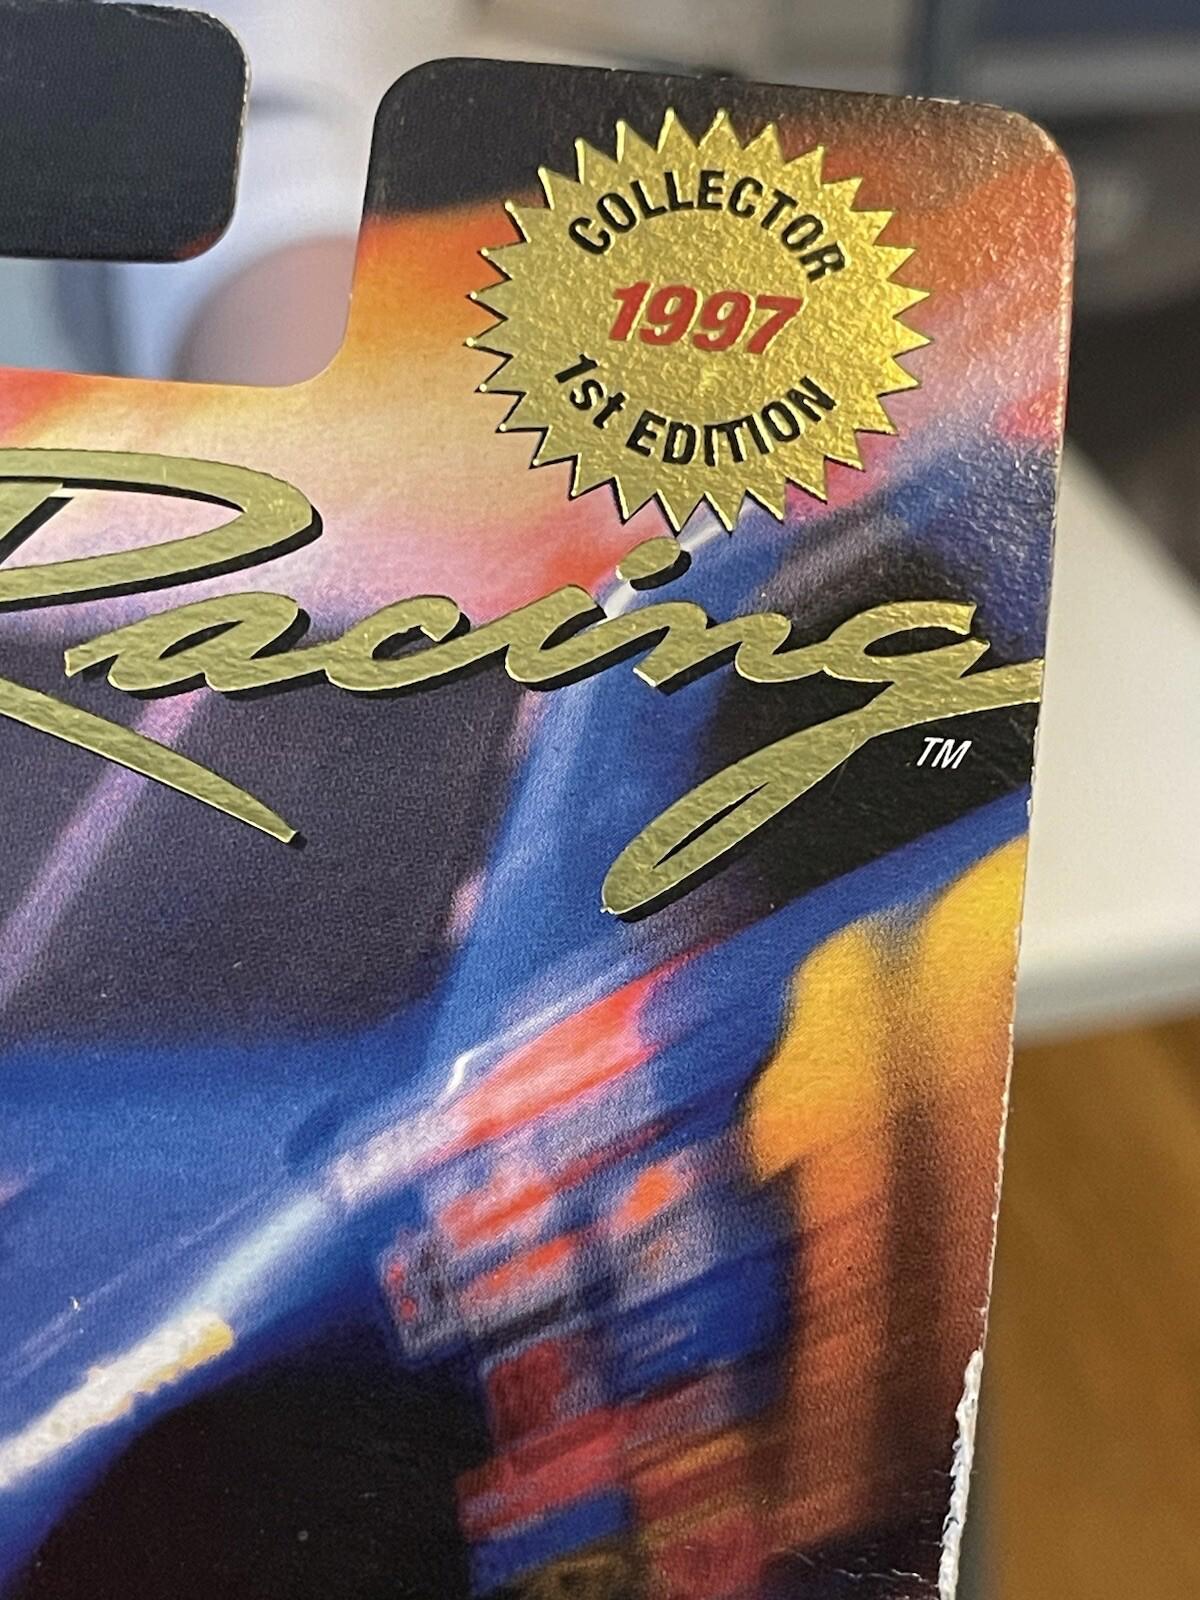 COLLECTOR
1997
1st EDITION
Racing
TM